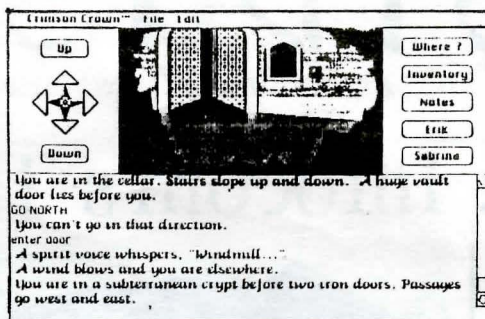 Crimson Crown™ File Edit
Up
Down
Where ?
Inventory
Notes
Erik
Sabrina
You are in the cellar. Stairs slope up and down. A huge vault
door lies before you.
GO NORTH
You can't go in that direction.
enter door
A spirit voice whispers, "Windmill..."
A wind blows and you are elsewhere.
You are in a subterranean crypt before two iron doors. Passages
go west and east.